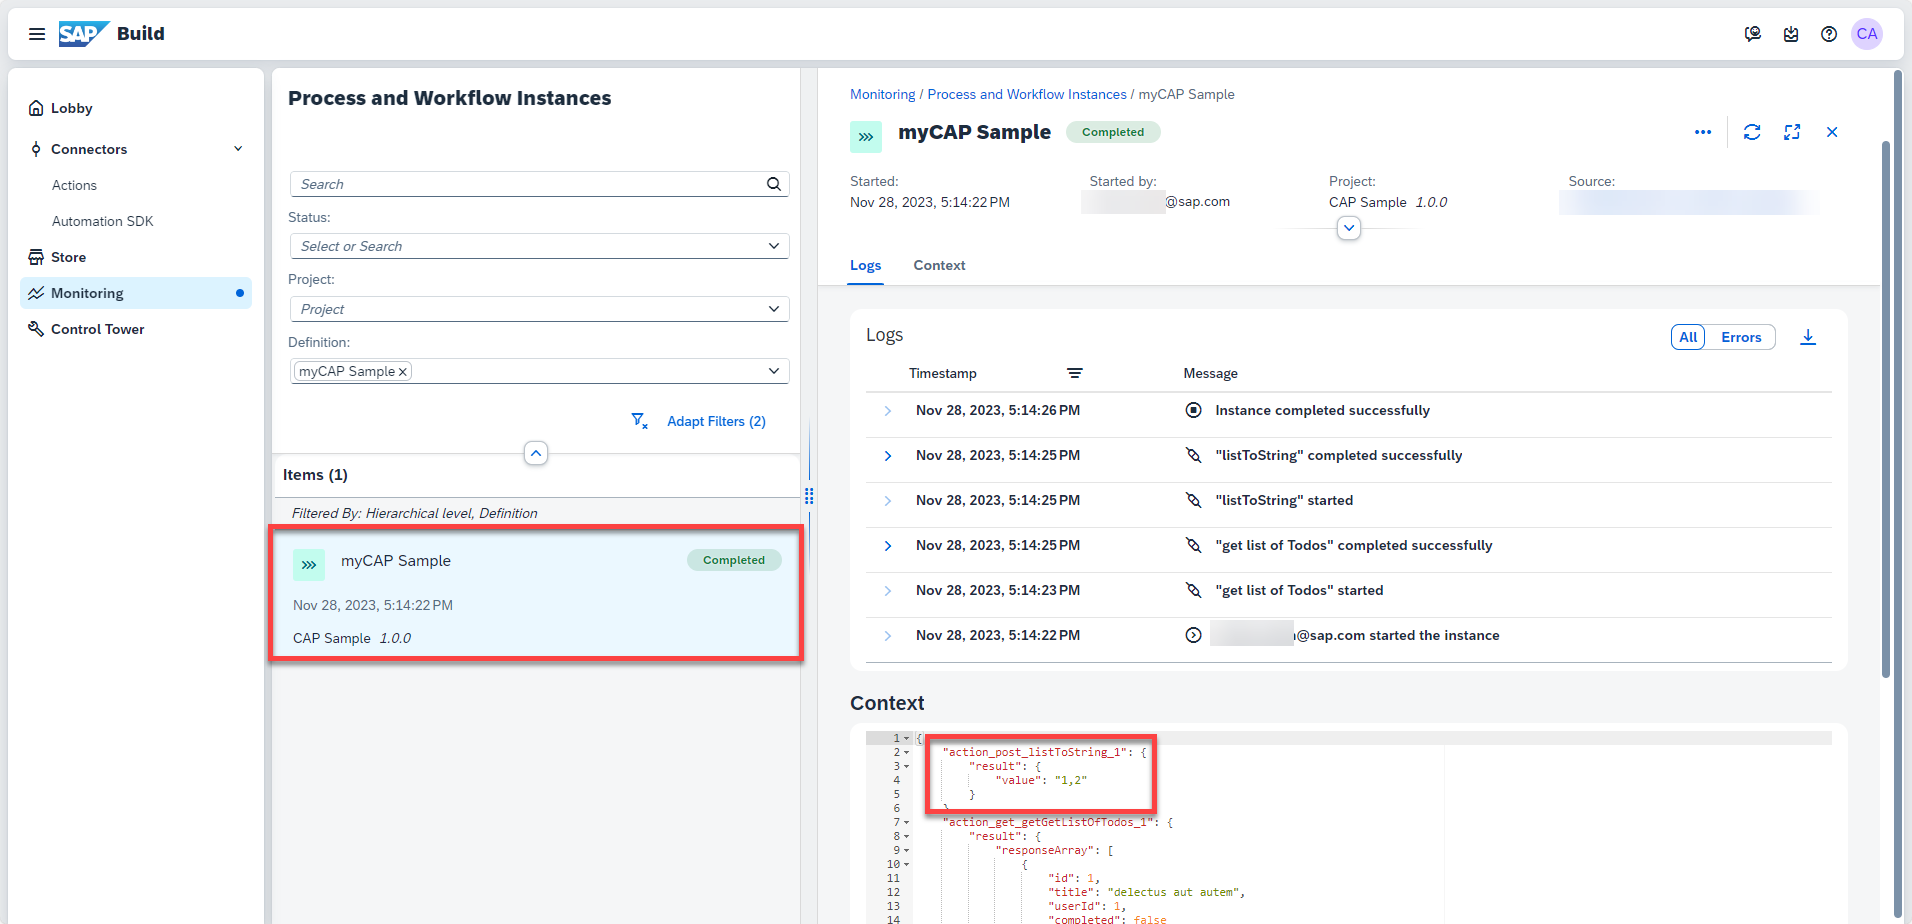 SAP Build
CA
Lobby
Connectors
Actions
Automation SDK
Store
Monitoring
Control Tower
Process and Workflow Instances
Search
Status:
Select or Search
Project:
Project
Definition:
myCAP Sample
Adapt Filters (2)
Items (1)
Filtered By: Hierarchical level, Definition
myCAP Sample
Completed
Nov 28, 2023, 5:14:22 PM
CAP Sample 1.0.0
Monitoring / Process and Workflow Instances / myCAP Sample
myCAP Sample
Completed
Started:
Nov 28, 2023, 5:14:22 PM
Started by:
@sap.com
Project:
CAP Sample 1.0.0
Source:
Logs
Context
Logs
All
Errors
Timestamp
Message
Nov 28, 2023, 5:14:26 PM
Instance completed successfully
Nov 28, 2023, 5:14:25 PM
"listToString" completed successfully
Nov 28, 2023, 5:14:25 PM
"listToString" started
Nov 28, 2023, 5:14:25 PM
"get list of Todos" completed successfully
Nov 28, 2023, 5:14:23 PM
"get list of Todos" started
Nov 28, 2023, 5:14:22 PM
@sap.com started the instance
Context
1 {
2 "action_post_listToString_1": {
3 "result": {
4 "value": "1,2"
5 }
6 }
7 "action_get_getGetListOfTodos_1": {
8 "result": {
9 "responseArray": [
10 {
11 "id": 1,
12 "title": "delectus aut autem",
13 "userId": 1,
14 "completed": false